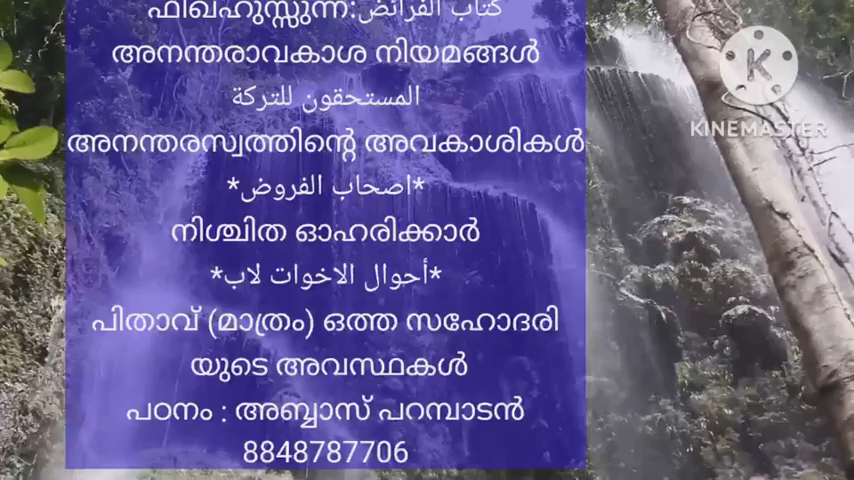 ഫിഖ്ഹുസ്സുന്ന:كتاب الفرائض
അനന്തരാവകാശ നിയമങ്ങൾ
المستحقون للتركة
അനന്തരസ്വത്തിന്റെ അവകാശികൾ
*اصحاب الفروض*
നിശ്ചിത ഓഹരിക്കാർ
*أحوال الاخوات لاب*
പിതാവ് (മാത്രം) ഒത്ത സഹോദരി
യുടെ അവസ്ഥകൾ
പഠനം : അബ്ബാസ് പറമ്പാടൻ
8848787706
K
KINEMASTER